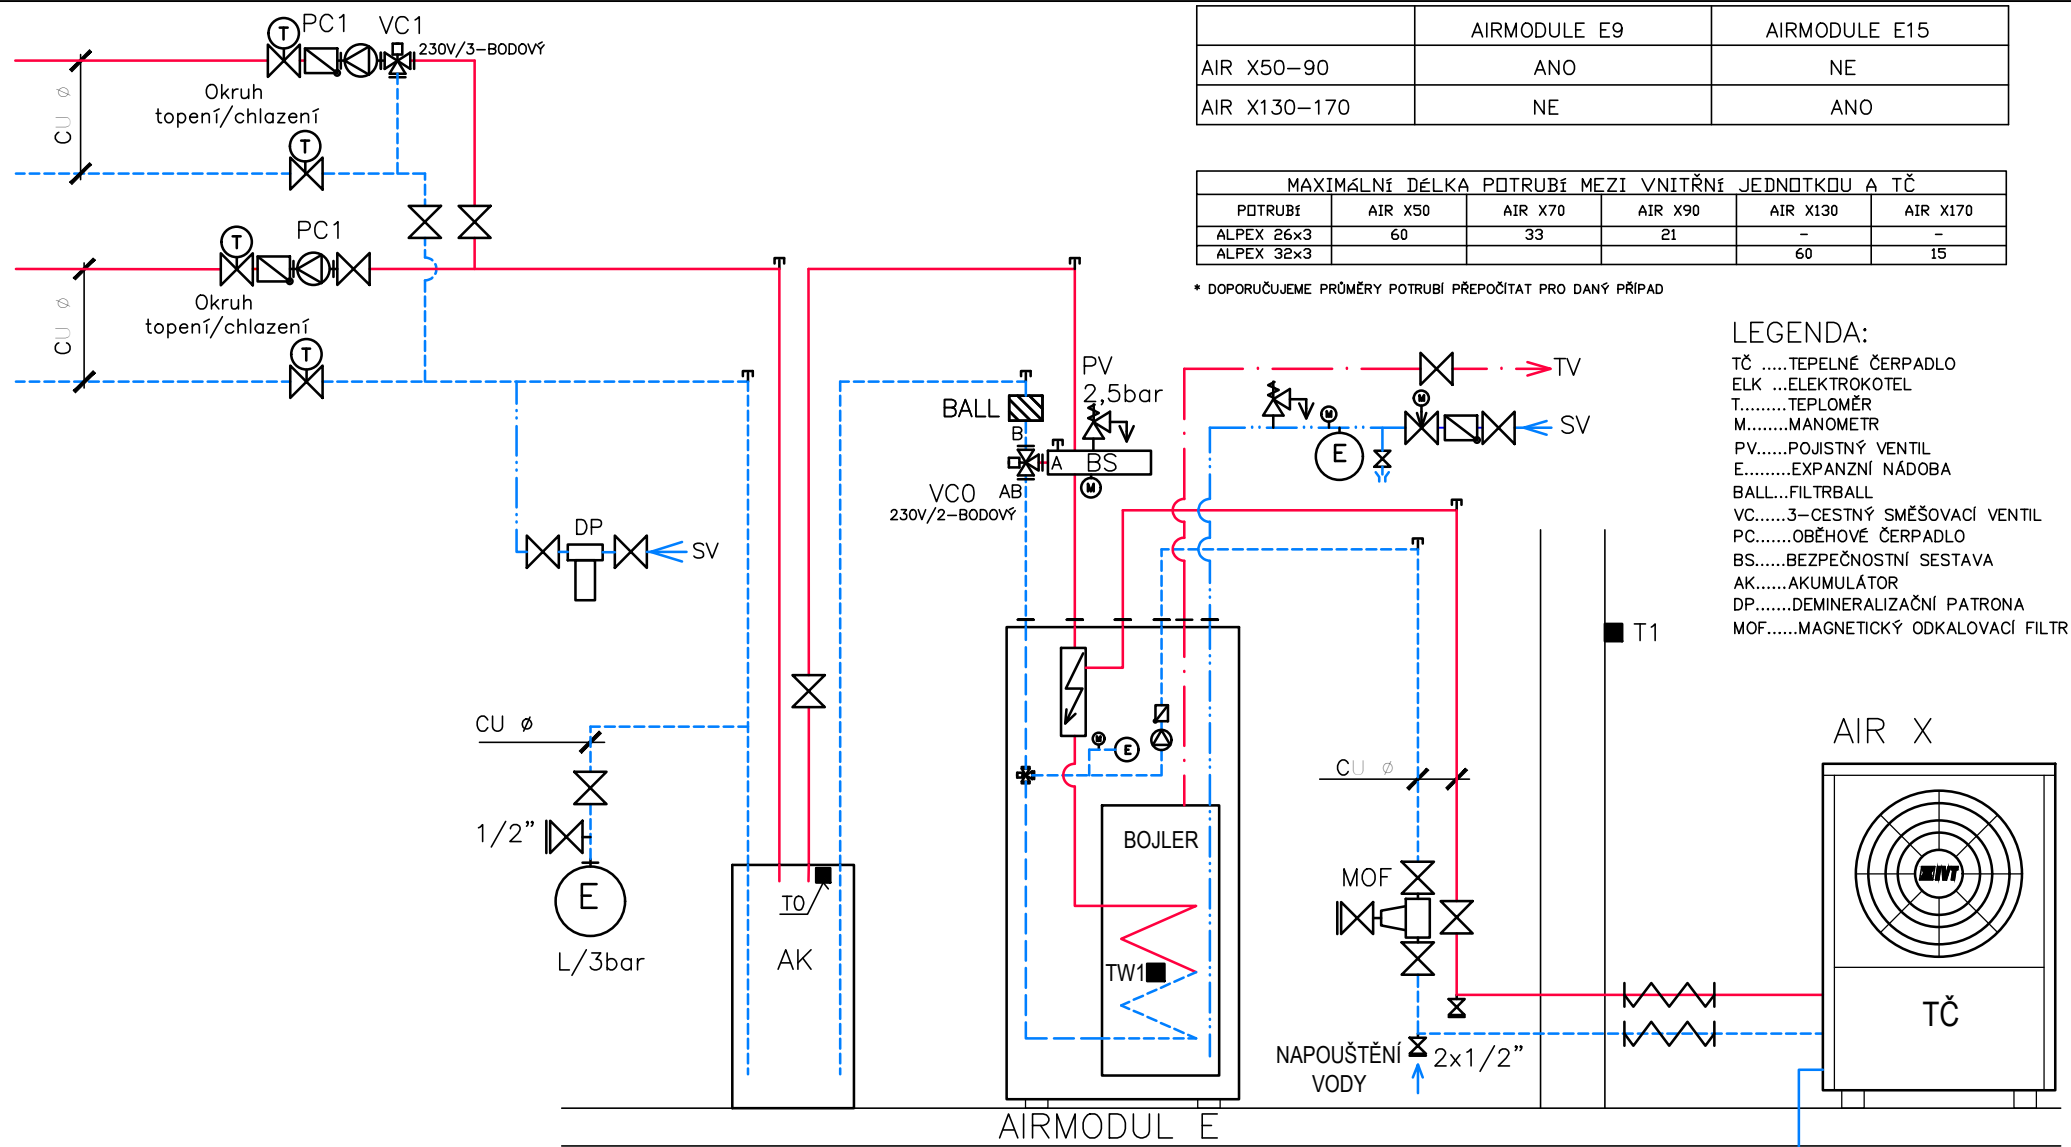 PC1 VC1
230V/3-BODOVÝ
T
Okruh
topení/chlazení
CU ø
T
PC1
T
Okruh
topení/chlazení
CU ø
T
DP
SV
CU ø
1/2"
E
L/3bar
T0
AK
BALL
B
A
BS
AB
VC0
230V/2-BODOVÝ
PV
2,5bar
M
TV
M
M
E
SV
M
E
BOJLER
TW1
AIRMODUL E
CU ø
MOF
NAPOUŠTĚNÍ
VODY
2x1/2"
T1
AIR X
IVT
TČ
AIRMODULE E9 AIRMODULE E15
AIR X50-90 ANO NE
AIR X130-170 NE ANO
MAXIMáLNí DéLKA POTRUBí MEZI VNITŘNí JEDNOTKOU A TČ
POTRUBí AIR X50 AIR X70 AIR X90 AIR X130 AIR X170
ALPEX 26x3 60 33 21 - -
ALPEX 32x3 60 15
* DOPORUČUJEME PRŮMĚRY POTRUBÍ PŘEPOČÍTAT PRO DANÝ PŘÍPAD
LEGENDA:
TČ .....TEPELNÉ ČERPADLO
ELK ...ELEKTROKOTEL
T.........TEPLOMĚR
M........MANOMETR
PV......POJISTNÝ VENTIL
E.........EXPANZNÍ NÁDOBA
BALL...FILTRBALL
VC......3-CESTNÝ SMĚŠOVACÍ VENTIL
PC.......OBĚHOVÉ ČERPADLO
BS......BEZPEČNOSTNÍ SESTAVA
AK......AKUMULÁTOR
DP.......DEMINERALIZAČNÍ PATRONA
MOF......MAGNETICKÝ ODKALOVACÍ FILTR